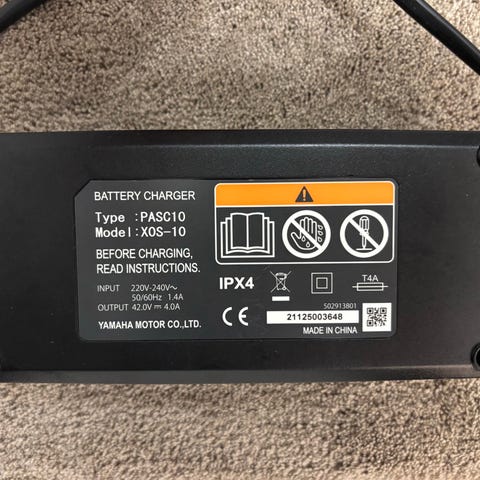 BATTERY CHARGER
Type :PASC10
Model:X0S-10
BEFORE CHARGING,
READ INSTRUCTIONS.
INPUT 220V-240V~
50/60Hz 1.4A
OUTPUT 42.0V⎓4.0A
YAMAHA MOTOR CO.,LTD.
IPX4
T4A
502913801
CE
21125003648
MADE IN CHINA